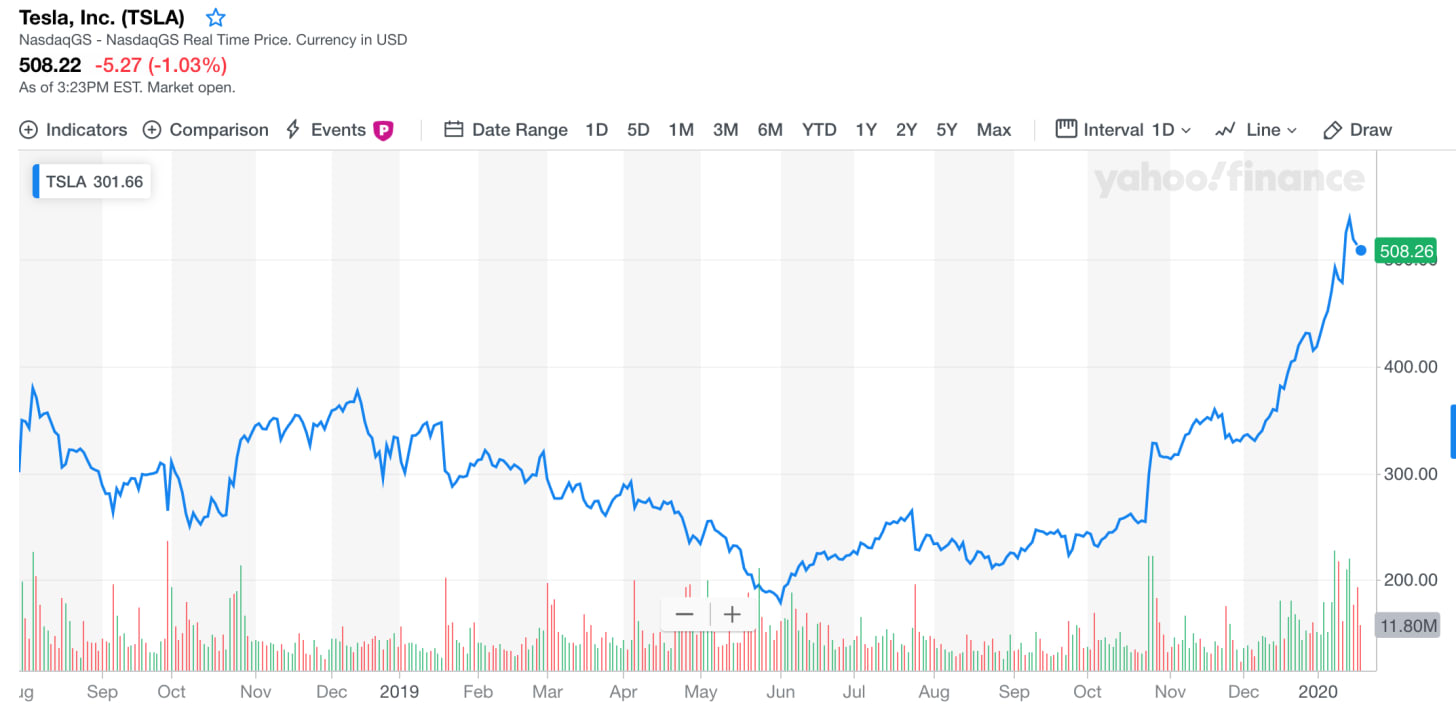 Tesla, Inc. (TSLA)
NasdaqGS - NasdaqGS Real Time Price. Currency in USD
508.22 -5.27 (-1.03%)
As of 3:23PM EST. Market open.
Indicators Comparison Events P Date Range 1D 5D 1M 3M 6M YTD 1Y 2Y 5Y Max Interval 1D Line Draw
TSLA 301.66
yahoo!finance
508.26
500.00
400.00
300.00
200.00
11.80M
ug Sep Oct Nov Dec 2019 Feb Mar Apr May Jun Jul Aug Sep Oct Nov Dec 2020